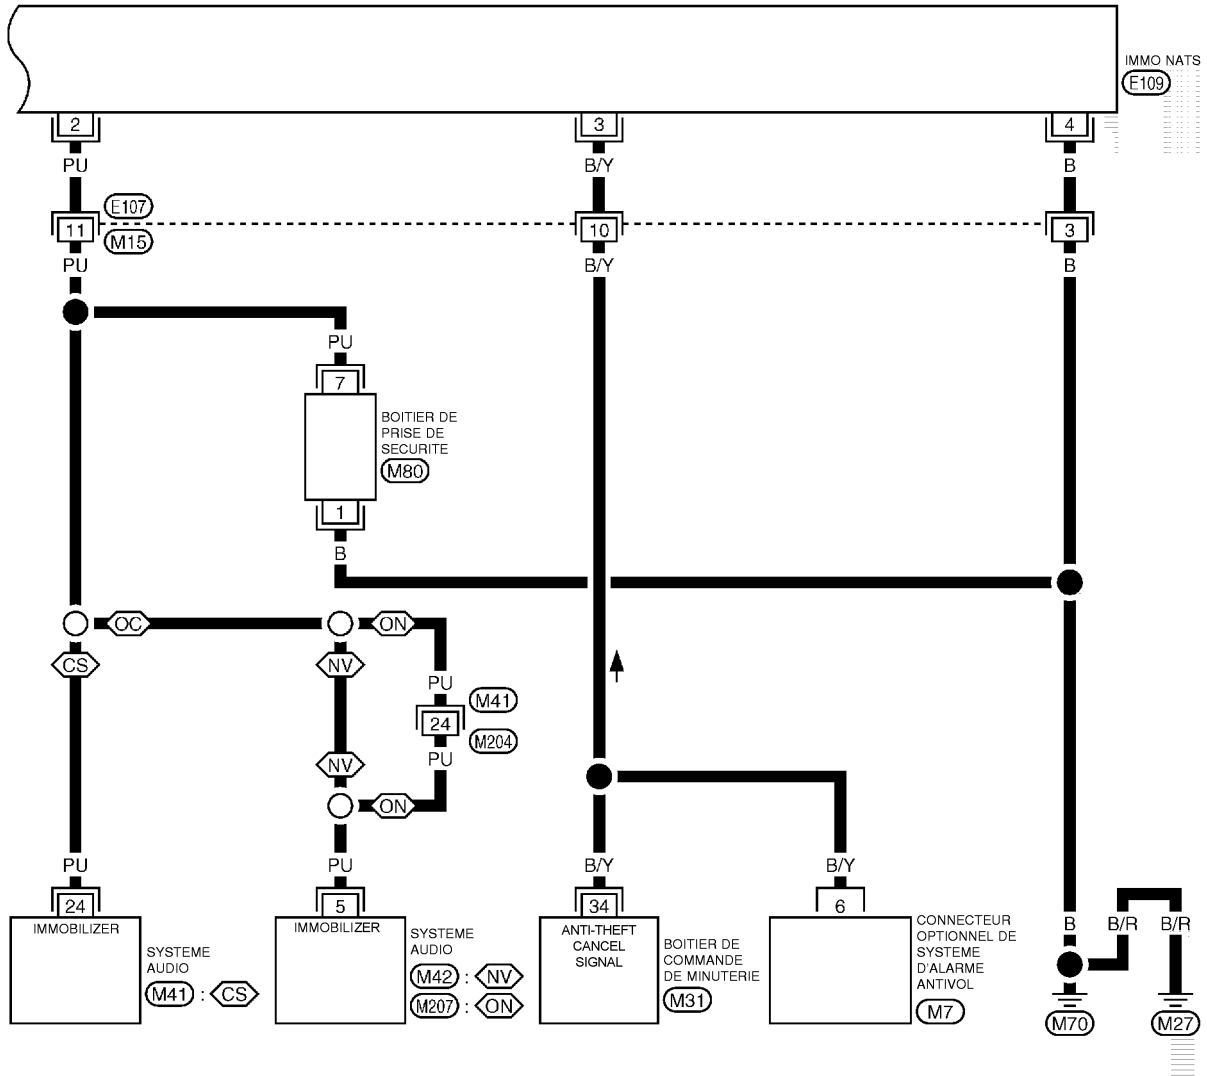 IMMO NATS
E109
2
3
4
PU
B/Y
B
E107
11
10
3
M15
PU
B/Y
B
PU
7
BOITIER DE
PRISE DE
SECURITE
M80
1
B
OC
ON
CS
NV
PU
M41
24
M204
PU
NV
ON
PU
PU
B/Y
B/Y
24
5
34
6
IMMOBILIZER
SYSTEME
AUDIO
M41 : CS
IMMOBILIZER
SYSTEME
AUDIO
M42 : NV
M207 : ON
ANTI-THEFT
CANCEL
SIGNAL
BOITIER DE
COMMANDE
DE MINUTERIE
M31
CONNECTEUR
OPTIONNEL DE
SYSTEME
D'ALARME
ANTIVOL
M7
B
B/R
B/R
M70
M27